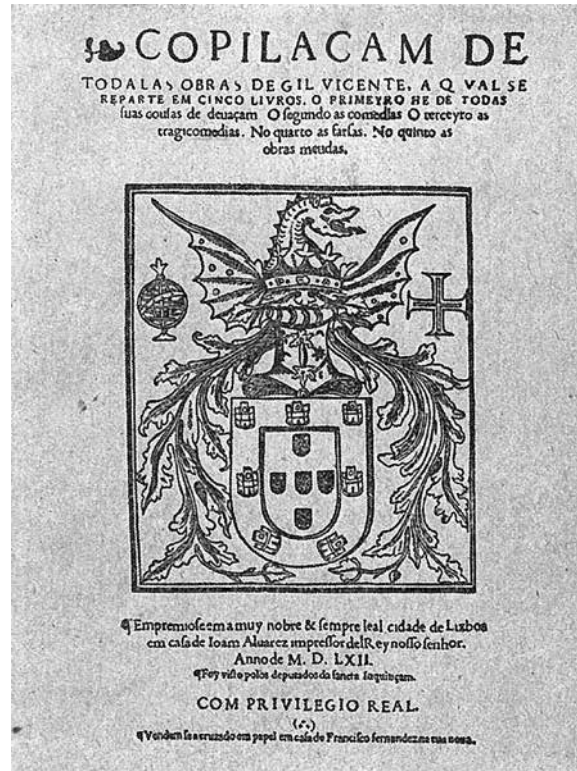 COPILACAM DE
TODALAS OBRAS DE GIL VICENTE, A Q VAL SE
REPARTE EM CINCO LIVROS. O PRIMEYRO HE DE TODAS
suas cousas de deuaçam O segundo as comedias O terceyro as
tragicomedias. No quarto as farsas. No quinto as
obras meudas.
¶ Empremiose em a muy nobre & sempre leal cidade de Lixboa
em casa de Ioam Aluarez impressor del Rey nosso senhor.
Anno de M. D. LXII.
¶ Foy visto polos deputados da sancta Inquisiçam.
COM PRIVILEGIO REAL.
(.·.)
¶ Vendem se a cruzado em papel em casa de Francisco fernandez na rua noua.